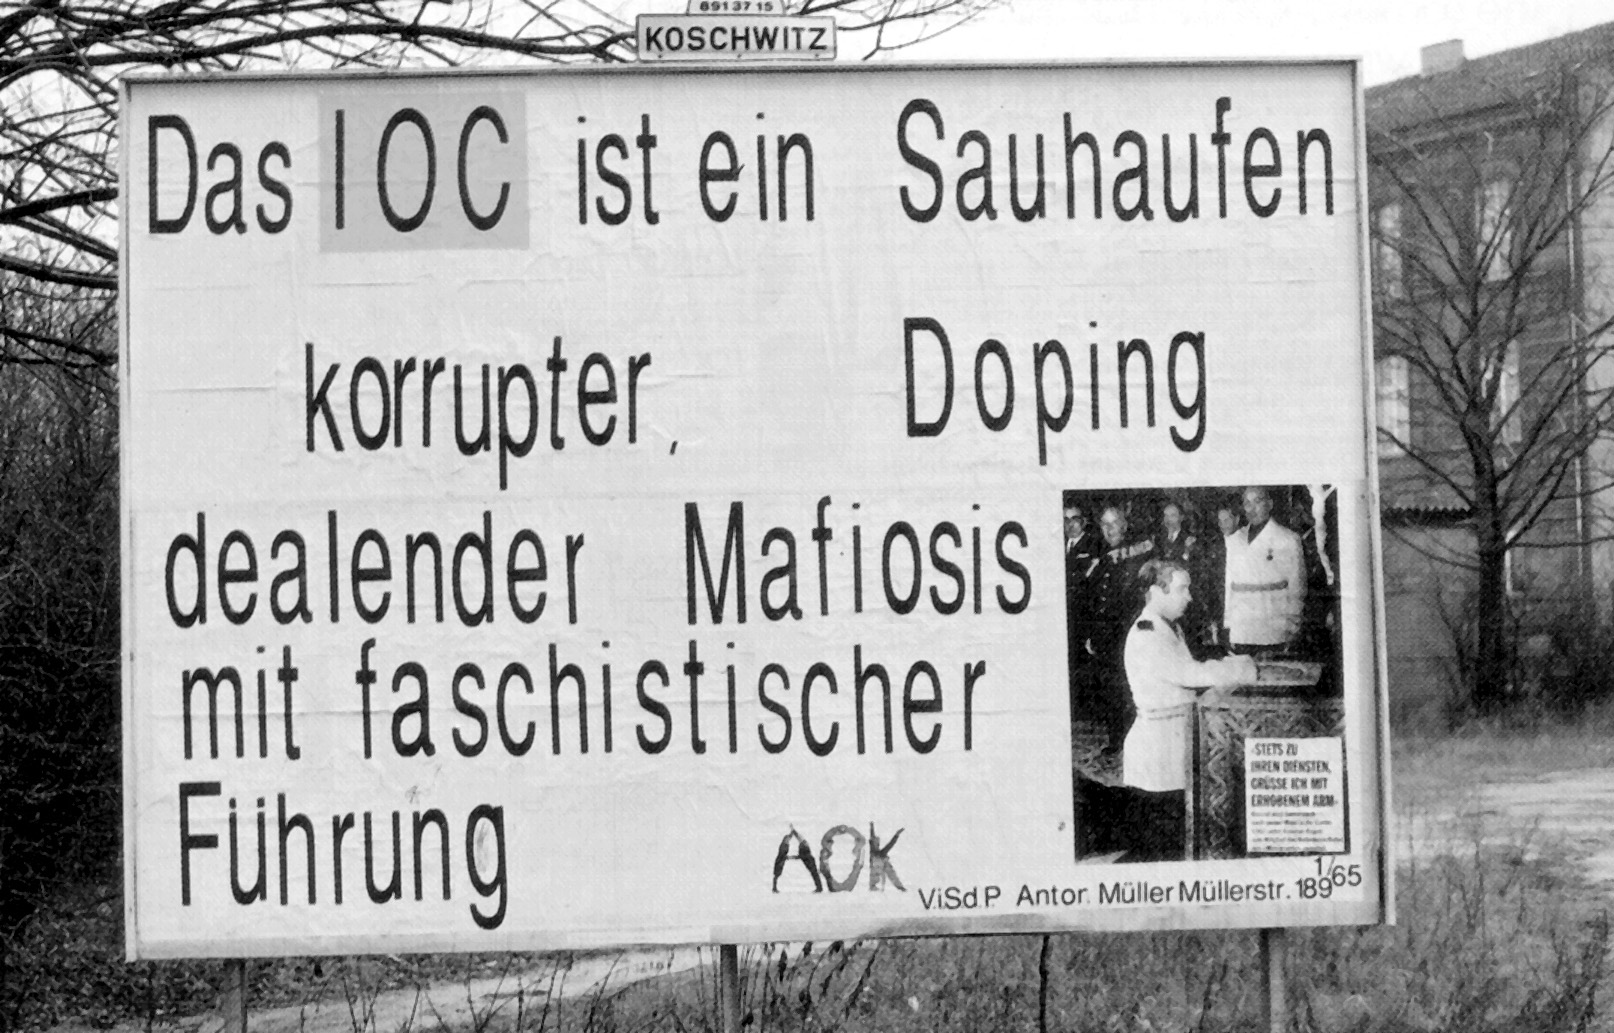 8913715
KOSCHWITZ
Das IOC ist ein Sauhaufen
korrupter, Doping
dealender Mafiosis
mit faschistischer
Führung
AOK
-STETS ZU
IHREN DIENSTEN,
GRÜSSE ICH MIT
ERHOBENEM ARM-
V.i.S.d.P. Anton Müller Müllerstr. 189
1/65